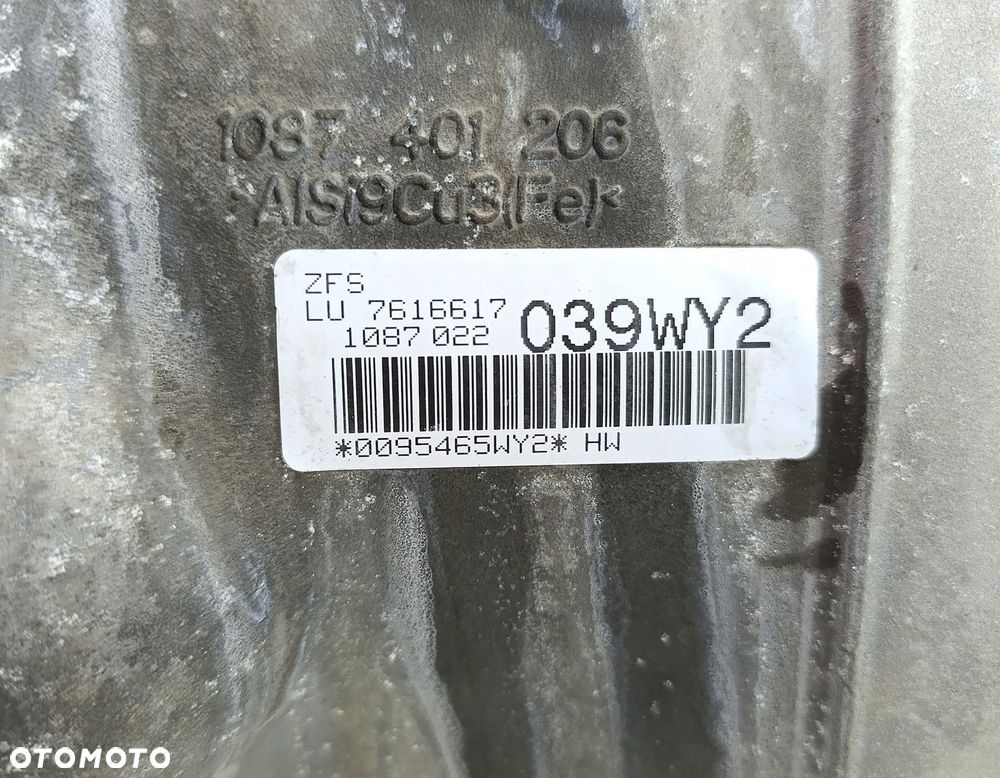 1087 401 206
>AlSi9Cu3(Fe)<
ZFS
LU 7616617
1087 022
039WY2
*0095465WY2* HW
OTOMOTO